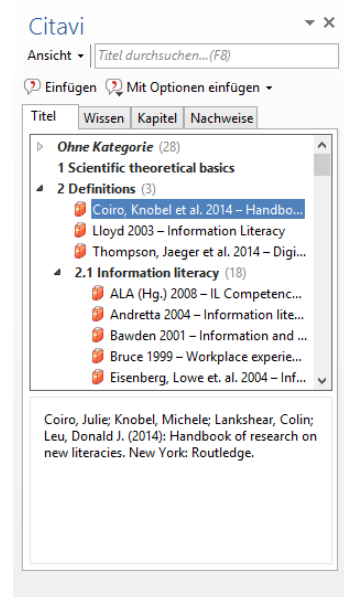 Citavi
Ansicht Titel durchsuchen...(F8)
Einfügen Mit Optionen einfügen
Titel Wissen Kapitel Nachweise
Ohne Kategorie (28)
1 Scientific theoretical basics
2 Definitions (3)
Coiro, Knobel et al. 2014 – Handbo...
Lloyd 2003 – Information Literacy
Thompson, Jaeger et al. 2014 – Digi...
2.1 Information literacy (18)
ALA (Hg.) 2008 – IL Competenc...
Andretta 2004 – Information lite...
Bawden 2001 – Information and ...
Bruce 1999 – Workplace experie...
Eisenberg, Lowe et. al. 2004 – Inf...
Coiro, Julie; Knobel, Michele; Lankshear, Colin;
Leu, Donald J. (2014): Handbook of research on
new literacies. New York: Routledge.